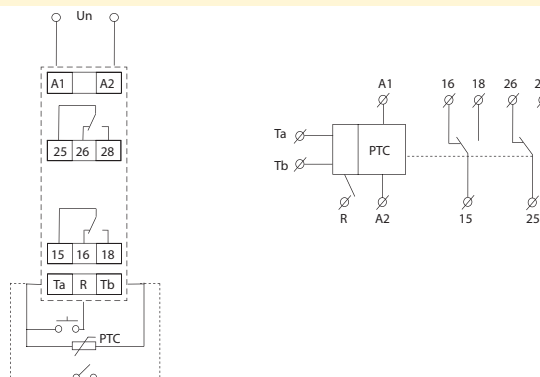 Un
A1 A2
25 26 28
15 16 18
Ta R Tb
PTC
A1 16 18 26
Ta
PTC
Tb
R A2 15 25